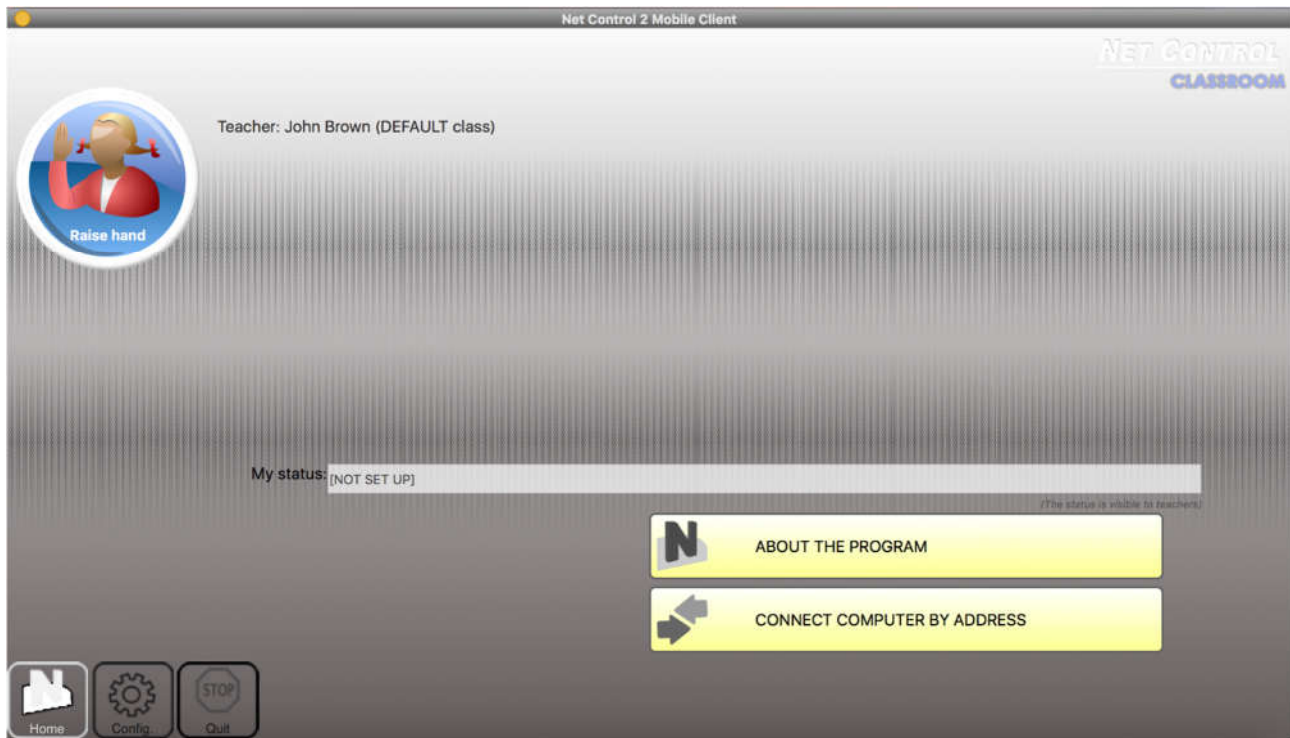 Net Control 2 Mobile Client
NET CONTROL
CLASSROOM
Teacher: John Brown (DEFAULT class)
Raise hand
My status:
[NOT SET UP]
(The status is visible to teachers)
N
ABOUT THE PROGRAM
CONNECT COMPUTER BY ADDRESS
N
Home
STOP
Config.
Quit